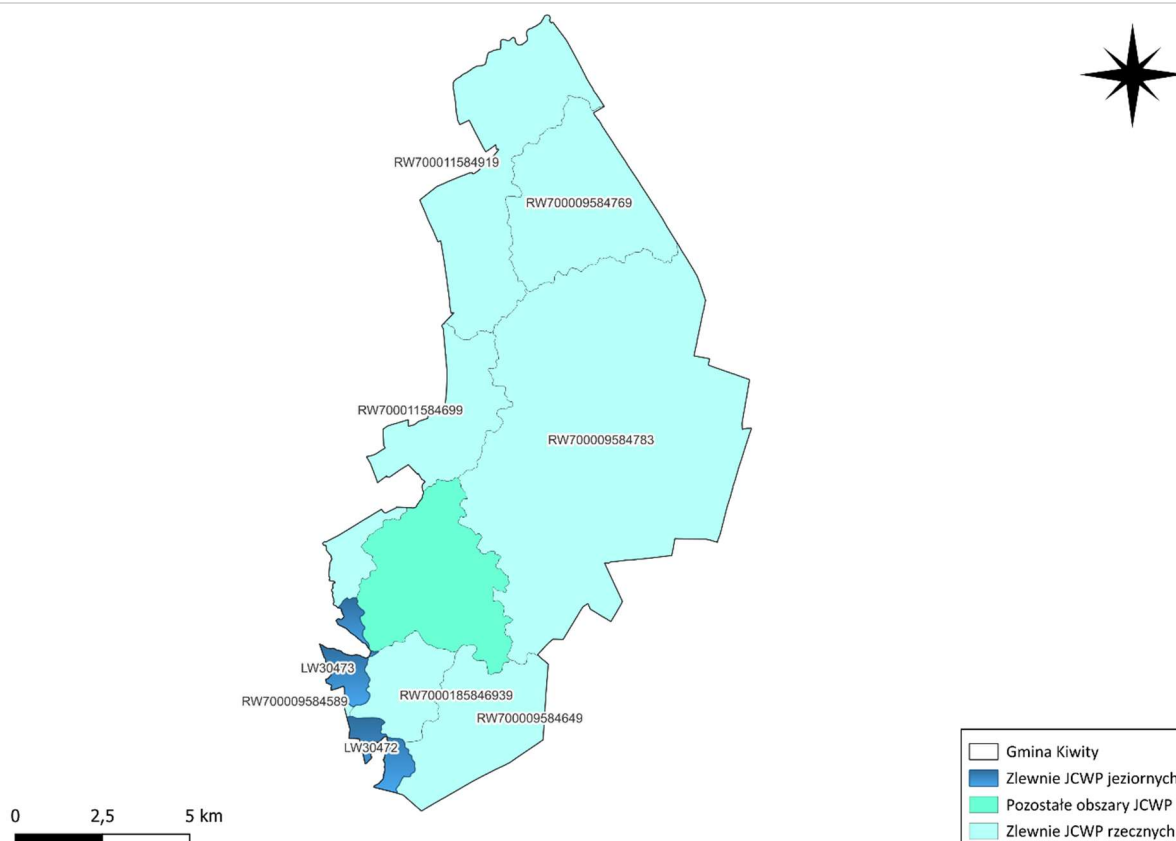 RW700011584919
RW700009584769
RW700011584699
RW700009584783
LW30473
RW700009584589
RW7000185846939
RW700009584649
LW30472
0 2,5 5 km
Gmina Kiwity
Zlewnie JCWP jeziornych
Pozostałe obszary JCWP
Zlewnie JCWP rzecznych